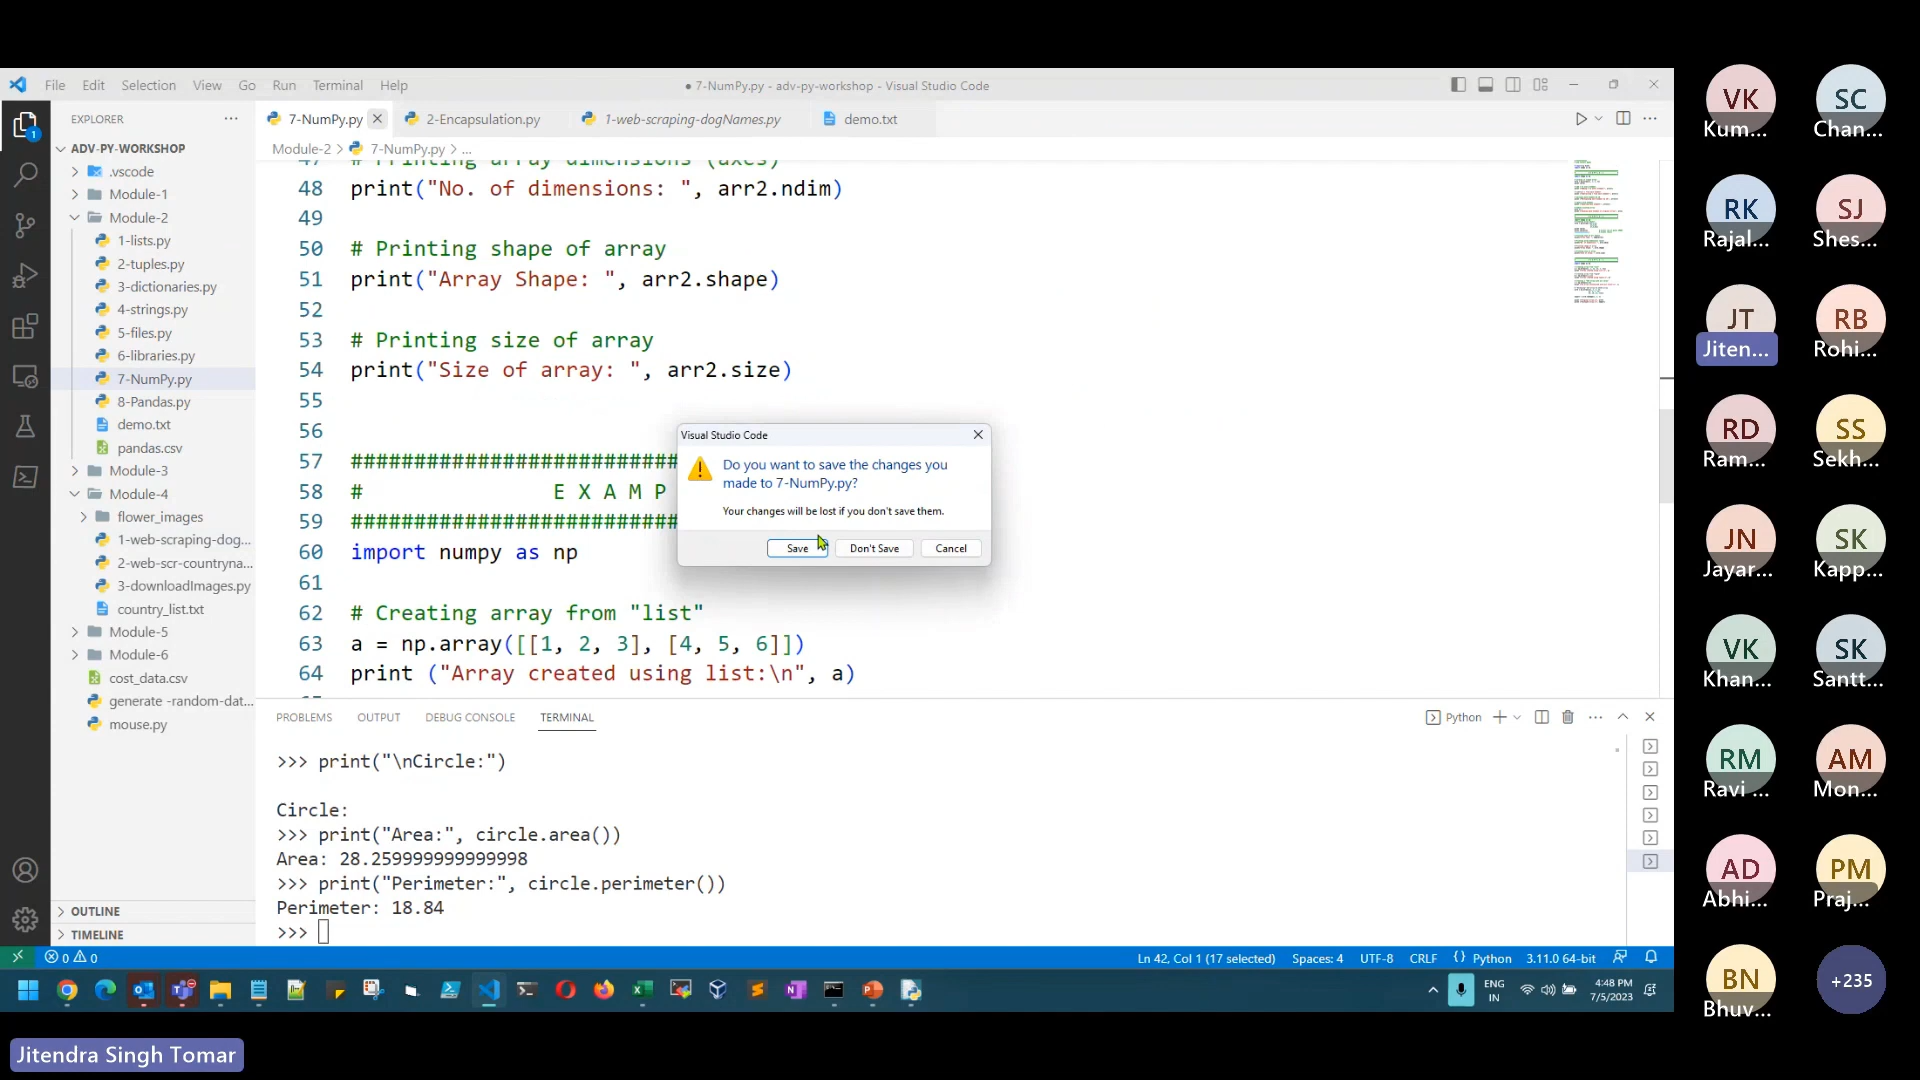 File Edit Selection View Go Run Terminal Help
● 7-NumPy.py - adv-py-workshop - Visual Studio Code
EXPLORER ...
ADV-PY-WORKSHOP
.vscode
Module-1
Module-2
1-lists.py
2-tuples.py
3-dictionaries.py
4-strings.py
5-files.py
6-libraries.py
7-NumPy.py
8-Pandas.py
demo.txt
pandas.csv
Module-3
Module-4
flower_images
1-web-scraping-dog...
2-web-scr-countryna...
3-downloadImages.py
country_list.txt
Module-5
Module-6
cost_data.csv
generate -random-dat...
mouse.py
OUTLINE
TIMELINE
7-NumPy.py 2-Encapsulation.py 1-web-scraping-dogNames.py demo.txt
Module-2 > 7-NumPy.py > ...
47 # Printing array dimensions (axes)
48 print("No. of dimensions: ", arr2.ndim)
49
50 # Printing shape of array
51 print("Array Shape: ", arr2.shape)
52
53 # Printing size of array
54 print("Size of array: ", arr2.size)
55
56
57 ##########################
58 # E X A M P
59 ##########################
60 import numpy as np
61
62 # Creating array from "list"
63 a = np.array([[1, 2, 3], [4, 5, 6]])
64 print ("Array created using list:\n", a)
Visual Studio Code
Do you want to save the changes you
made to 7-NumPy.py?
Your changes will be lost if you don't save them.
Save Don't Save Cancel
PROBLEMS OUTPUT DEBUG CONSOLE TERMINAL
Python
>>> print("\nCircle:")
Circle:
>>> print("Area:", circle.area())
Area: 28.259999999999998
>>> print("Perimeter:", circle.perimeter())
Perimeter: 18.84
>>>
0 0
Ln 42, Col 1 (17 selected) Spaces: 4 UTF-8 CRLF Python 3.11.0 64-bit
ENG
IN
4:48 PM
7/5/2023
1
Jitendra Singh Tomar
VK SC
Kum... Chan...
RK SJ
Rajal... Shes...
JT RB
Jiten... Rohi...
RD SS
Ram... Sekh...
JN SK
Jayar... Kapp...
VK SK
Khan... Santt...
RM AM
Ravi ... Mon...
AD PM
Abhi... Praj...
BN +235
Bhuv...